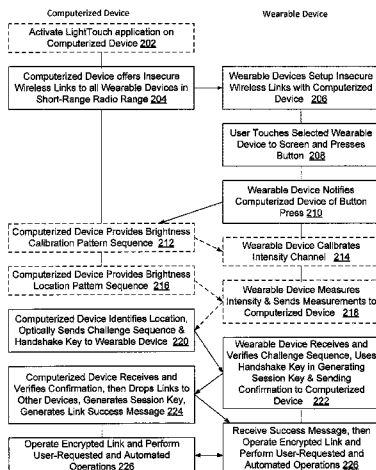 Computerized Device
Wearable Device
Activate LightTouch application on
Computerized Device 202
Computerized Device offers Insecure
Wireless Links to all Wearable Devices in
Short-Range Radio Range 204
Wearable Devices Setup Insecure
Wireless Links with Computerized
Device 206
User Touches Selected Wearable
Device to Screen and Presses
Button 208
Wearable Device Notifies
Computerized Device of Button
Press 210
Computerized Device Provides Brightness
Calibration Pattern Sequence 212
Wearable Device Calibrates
Intensity Channel 214
Computerized Device Provides Brightness
Location Pattern Sequence 216
Wearable Device Measures
Intensity & Sends Measurements to
Computerized Device 218
Computerized Device Identifies Location,
Optically Sends Challenge Sequence &
Handshake Key to Wearable Device
220
Wearable Device Receives and
Verifies Challenge Sequence, Uses
Handshake Key in Generating
Session Key & Sending
Confirmation to Computerized
Device 222
Computerized Device Receives and
Verifies Confirmation, then Drops Links to
Other Devices, Generates Session Key,
Generates Link Success Message 224
Receive Success Message, then
Operate Encrypted Link and
Perform User-Requested and
Automated Operations 226
Operate Encrypted Link and Perform
User-Requested and Automated
Operations 226